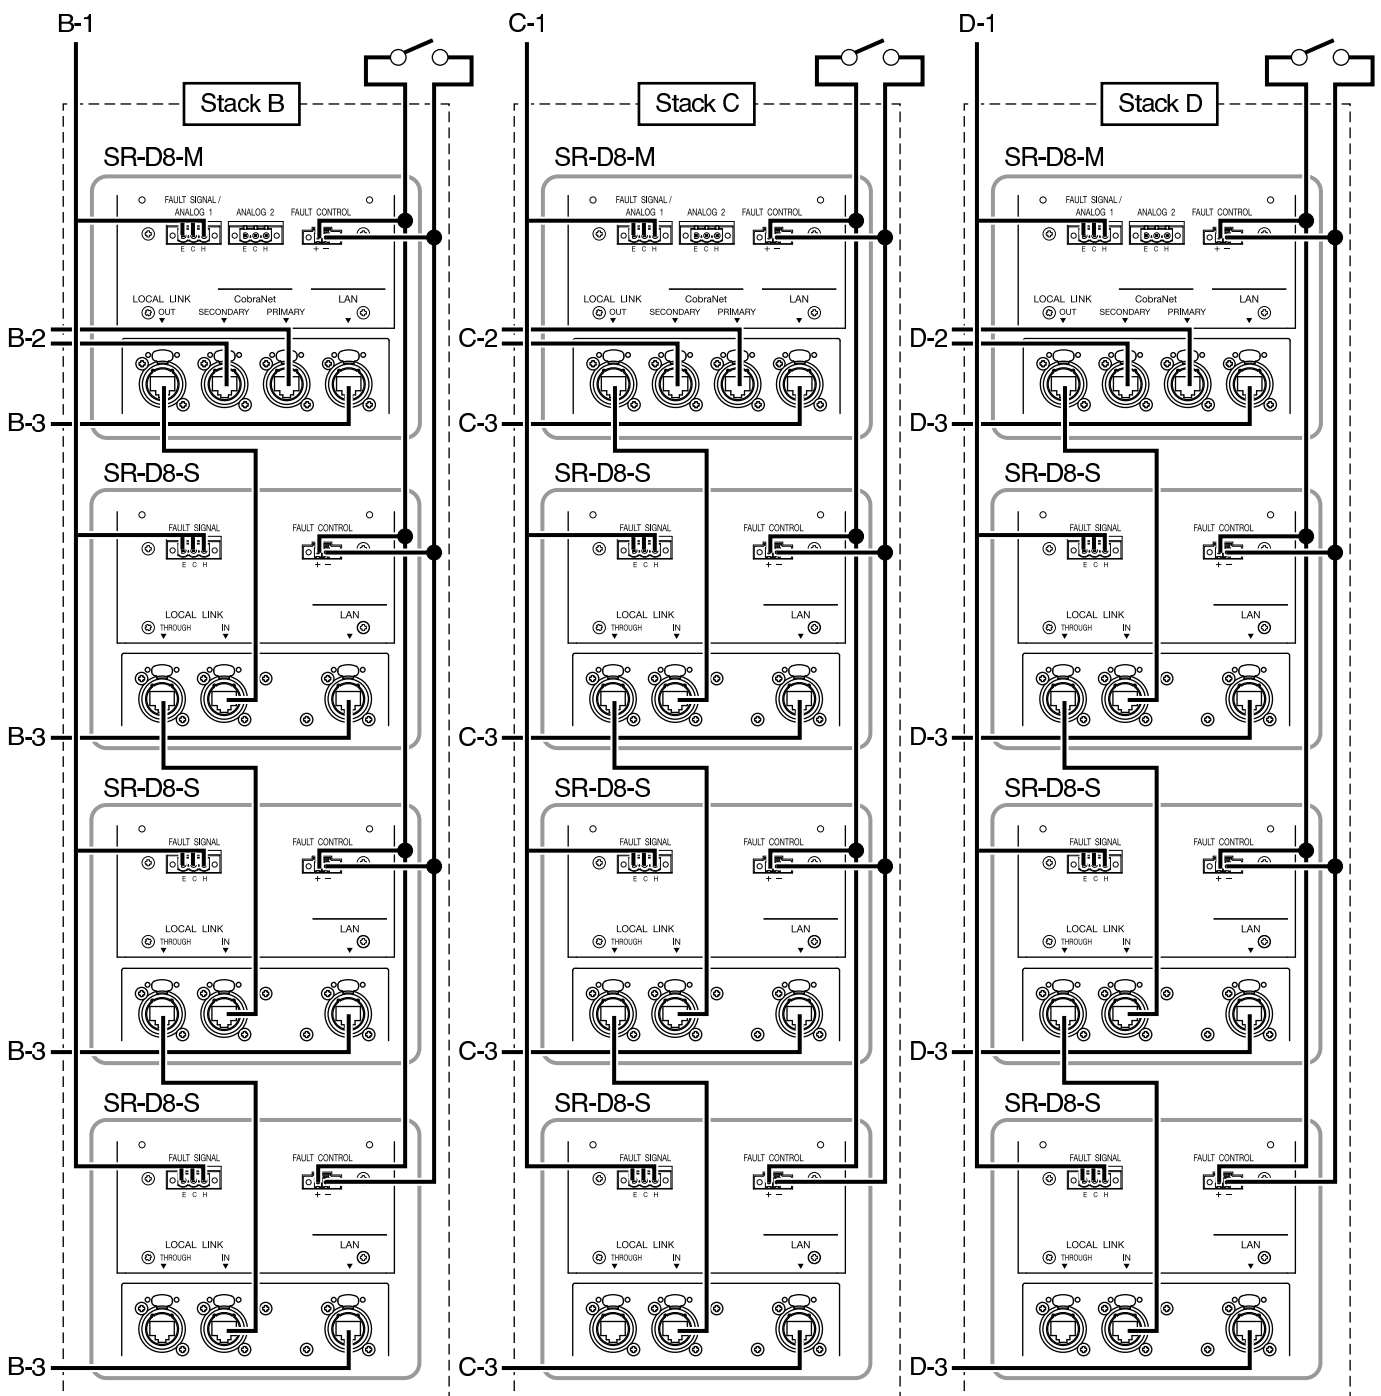 B-1
C-1
D-1
Stack B
Stack C
Stack D
SR-D8-M
FAULT SIGNAL /
ANALOG 1
ANALOG 2
FAULT CONTROL
E C H
E C H
+ −
LOCAL LINK
OUT
CobraNet
SECONDARY
PRIMARY
LAN
B-2
B-3
SR-D8-S
FAULT SIGNAL
FAULT CONTROL
E C H
+ −
LOCAL LINK
THROUGH
IN
LAN
B-3
SR-D8-S
FAULT SIGNAL
FAULT CONTROL
E C H
+ −
LOCAL LINK
THROUGH
IN
LAN
B-3
SR-D8-S
FAULT SIGNAL
FAULT CONTROL
E C H
+ −
LOCAL LINK
THROUGH
IN
LAN
B-3
SR-D8-M
FAULT SIGNAL /
ANALOG 1
ANALOG 2
FAULT CONTROL
E C H
E C H
+ −
LOCAL LINK
OUT
CobraNet
SECONDARY
PRIMARY
LAN
C-2
C-3
SR-D8-S
FAULT SIGNAL
FAULT CONTROL
E C H
+ −
LOCAL LINK
THROUGH
IN
LAN
C-3
SR-D8-S
FAULT SIGNAL
FAULT CONTROL
E C H
+ −
LOCAL LINK
THROUGH
IN
LAN
C-3
SR-D8-S
FAULT SIGNAL
FAULT CONTROL
E C H
+ −
LOCAL LINK
THROUGH
IN
LAN
C-3
SR-D8-M
FAULT SIGNAL /
ANALOG 1
ANALOG 2
FAULT CONTROL
E C H
E C H
+ −
LOCAL LINK
OUT
CobraNet
SECONDARY
PRIMARY
LAN
D-2
D-3
SR-D8-S
FAULT SIGNAL
FAULT CONTROL
E C H
+ −
LOCAL LINK
THROUGH
IN
LAN
D-3
SR-D8-S
FAULT SIGNAL
FAULT CONTROL
E C H
+ −
LOCAL LINK
THROUGH
IN
LAN
D-3
SR-D8-S
FAULT SIGNAL
FAULT CONTROL
E C H
+ −
LOCAL LINK
THROUGH
IN
LAN
D-3